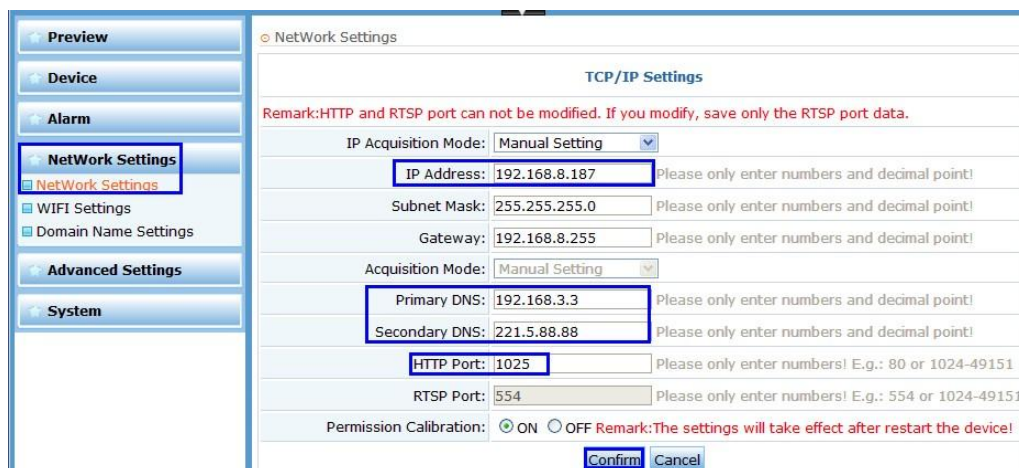 Preview
Device
Alarm
NetWork Settings
NetWork Settings
WIFI Settings
Domain Name Settings
Advanced Settings
System
NetWork Settings
TCP/IP Settings
Remark:HTTP and RTSP port can not be modified. If you modify, save only the RTSP port data.
IP Acquisition Mode: Manual Setting
IP Address: 192.168.8.187 Please only enter numbers and decimal point!
Subnet Mask: 255.255.255.0 Please only enter numbers and decimal point!
Gateway: 192.168.8.255 Please only enter numbers and decimal point!
Acquisition Mode: Manual Setting
Primary DNS: 192.168.3.3 Please only enter numbers and decimal point!
Secondary DNS: 221.5.88.88 Please only enter numbers and decimal point!
HTTP Port: 1025 Please only enter numbers! E.g.: 80 or 1024-49151
RTSP Port: 554 Please only enter numbers! E.g.: 554 or 1024-49151
Permission Calibration: ON OFF Remark:The settings will take effect after restart the device!
Confirm Cancel